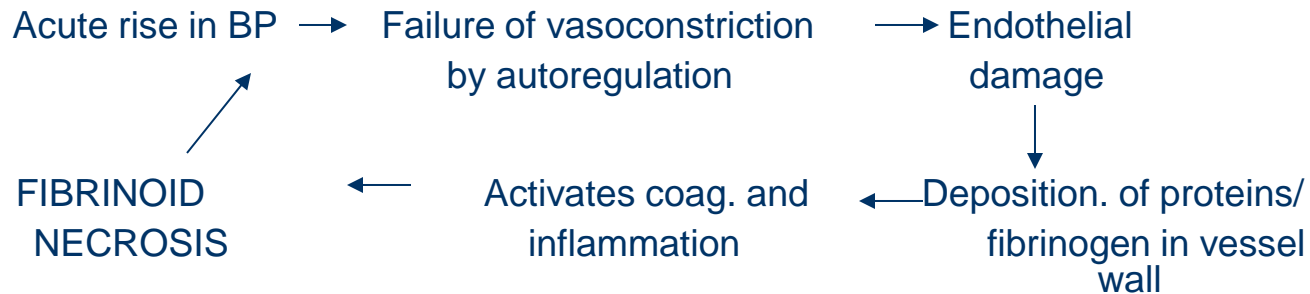 Acute rise in BP
Failure of vasoconstriction
by autoregulation
Endothelial
damage
Deposition. of proteins/
fibrinogen in vessel
wall
Activates coag. and
inflammation
FIBRINOID
NECROSIS